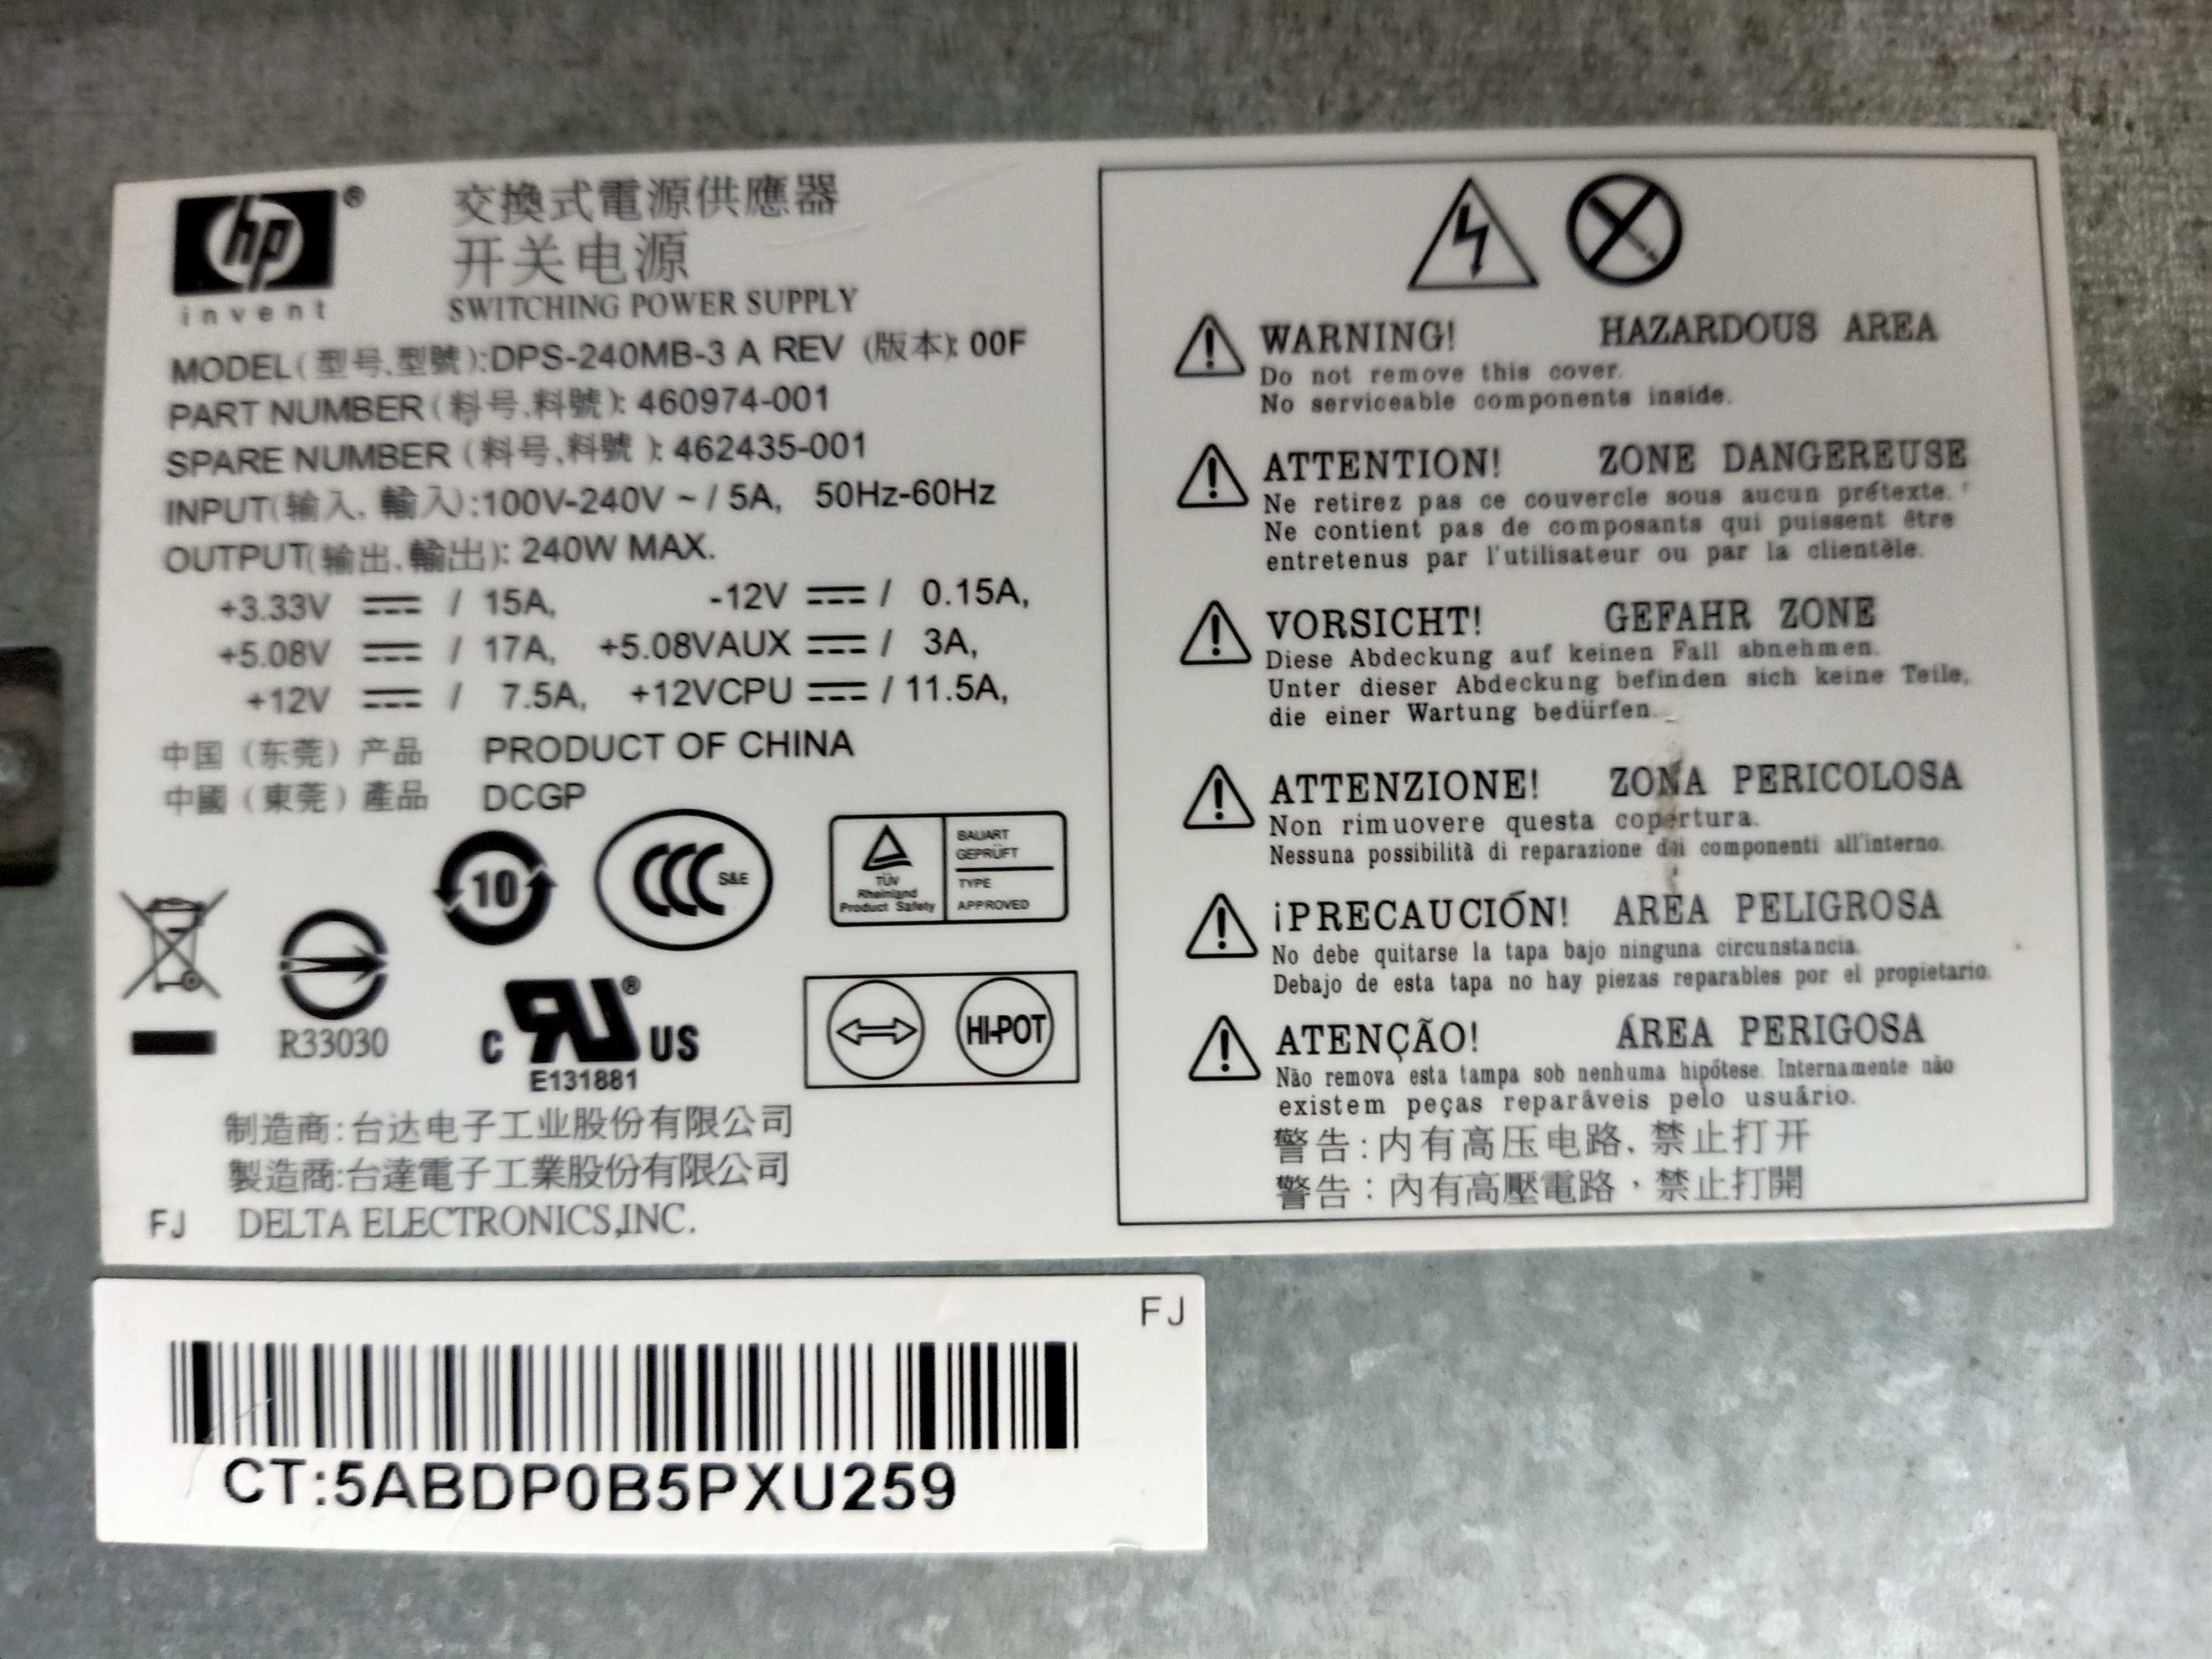 hp®
invent
交換式電源供應器
开关电源
SWITCHING POWER SUPPLY
MODEL(型号,型號):DPS-240MB-3 A REV (版本): 00F
PART NUMBER(料号,料號): 460974-001
SPARE NUMBER(料号,料號): 462435-001
INPUT(输入, 輸入):100V-240V ~ / 5A, 50Hz-60Hz
OUTPUT(输出,輸出): 240W MAX.
+3.33V / 15A, -12V / 0.15A,
+5.08V / 17A, +5.08VAUX / 3A,
+12V / 7.5A, +12VCPU / 11.5A,
中国(东莞)产品 PRODUCT OF CHINA
中國(東莞)產品 DCGP
10
CCC S&E
TÜV
Rheinland
Product Safety
BAUART
GEPRÜFT
TYPE
APPROVED
R33030
C RU® US
E131881
HI-POT
制造商:台达电子工业股份有限公司
製造商:台達電子工業股份有限公司
FJ DELTA ELECTRONICS,INC.
WARNING! HAZARDOUS AREA
Do not remove this cover.
No serviceable components inside.
ATTENTION! ZONE DANGEREUSE
Ne retirez pas ce couvercle sous aucun prétexte.
Ne contient pas de composants qui puissent être
entretenus par l'utilisateur ou par la clientèle.
VORSICHT! GEFAHR ZONE
Diese Abdeckung auf keinen Fall abnehmen.
Unter dieser Abdeckung befinden sich keine Teile,
die einer Wartung bedürfen.
ATTENZIONE! ZONA PERICOLOSA
Non rimuovere questa copertura.
Nessuna possibilità di reparazione dei componenti all'interno.
¡PRECAUCIÓN! AREA PELIGROSA
No debe quitarse la tapa bajo ninguna circunstancia.
Debajo de esta tapa no hay piezas reparables por el propietario.
ATENÇÃO! ÁREA PERIGOSA
Não remova esta tampa sob nenhuma hipótese. Internamente não
existem peças reparáveis pelo usuário.
警告:内有高压电路,禁止打开
警告:內有高壓電路,禁止打開
FJ
CT:5ABDP0B5PXU259